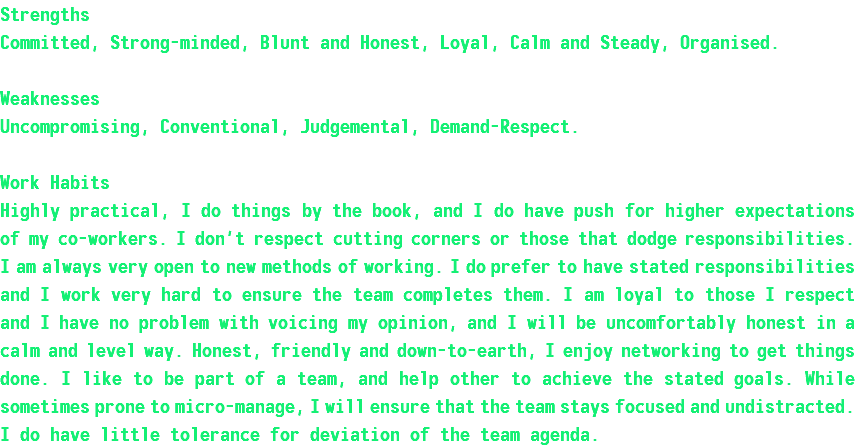 Strengths
Committed, Strong-minded, Blunt and Honest, Loyal, Calm and Steady, Organised.
Weaknesses
Uncompromising, Conventional, Judgemental, Demand-Respect.
Work Habits
Highly practical, I do things by the book, and I do have push for higher expectations
of my co-workers. I don't respect cutting corners or those that dodge responsibilities.
I am always very open to new methods of working. I do prefer to have stated responsibilities
and I work very hard to ensure the team completes them. I am loyal to those I respect
and I have no problem with voicing my opinion, and I will be uncomfortably honest in a
calm and level way. Honest, friendly and down-to-earth, I enjoy networking to get things
done. I like to be part of a team, and help other to achieve the stated goals. While
sometimes prone to micro-manage, I will ensure that the team stays focused and undistracted.
I do have little tolerance for deviation of the team agenda.